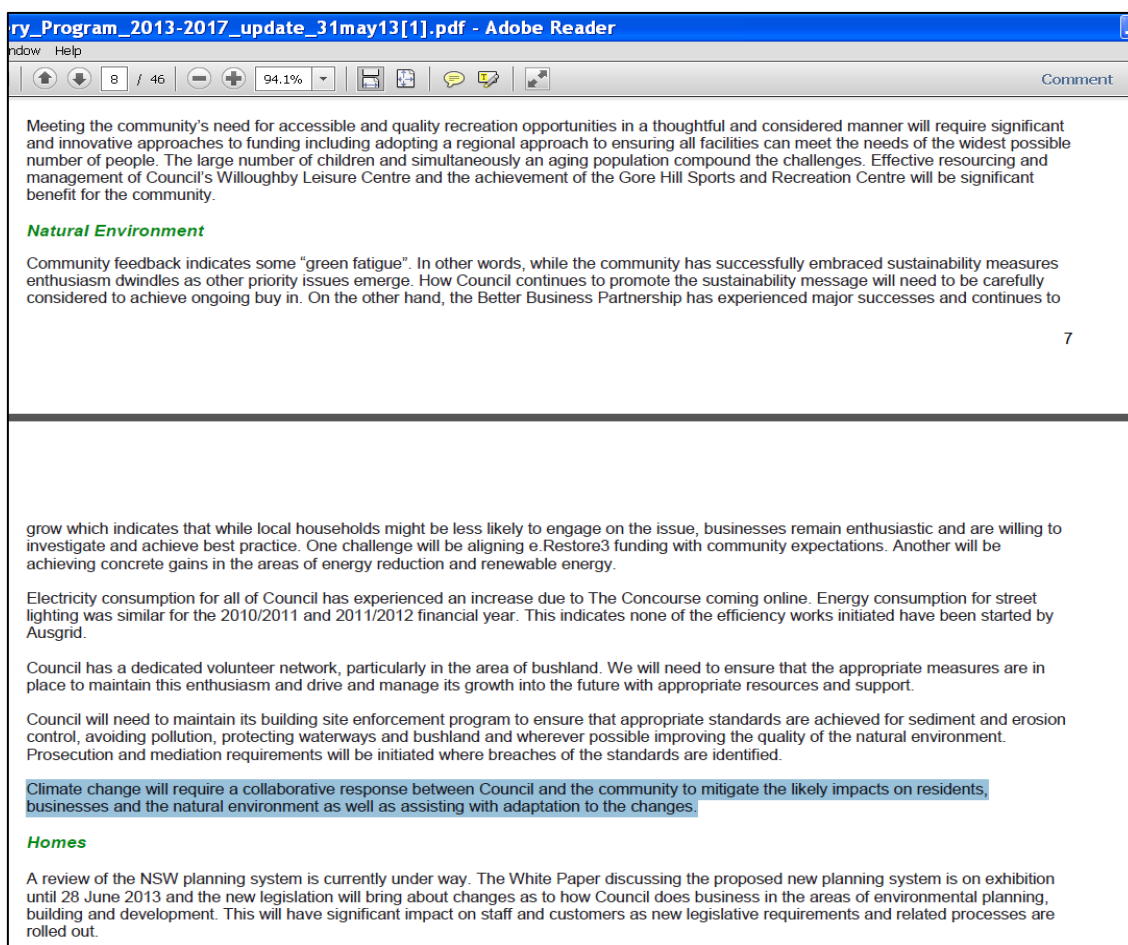 ry_Program_2013-2017_update_31may13[1].pdf - Adobe Reader
ndow Help
8 / 46 94.1% Comment
Meeting the community's need for accessible and quality recreation opportunities in a thoughtful and considered manner will require significant
and innovative approaches to funding including adopting a regional approach to ensuring all facilities can meet the needs of the widest possible
number of people. The large number of children and simultaneously an aging population compound the challenges. Effective resourcing and
management of Council's Willoughby Leisure Centre and the achievement of the Gore Hill Sports and Recreation Centre will be significant
benefit for the community.
Natural Environment
Community feedback indicates some “green fatigue”. In other words, while the community has successfully embraced sustainability measures
enthusiasm dwindles as other priority issues emerge. How Council continues to promote the sustainability message will need to be carefully
considered to achieve ongoing buy in. On the other hand, the Better Business Partnership has experienced major successes and continues to
7
grow which indicates that while local households might be less likely to engage on the issue, businesses remain enthusiastic and are willing to
investigate and achieve best practice. One challenge will be aligning e.Restore3 funding with community expectations. Another will be
achieving concrete gains in the areas of energy reduction and renewable energy.
Electricity consumption for all of Council has experienced an increase due to The Concourse coming online. Energy consumption for street
lighting was similar for the 2010/2011 and 2011/2012 financial year. This indicates none of the efficiency works initiated have been started by
Ausgrid.
Council has a dedicated volunteer network, particularly in the area of bushland. We will need to ensure that the appropriate measures are in
place to maintain this enthusiasm and drive and manage its growth into the future with appropriate resources and support.
Council will need to maintain its building site enforcement program to ensure that appropriate standards are achieved for sediment and erosion
control, avoiding pollution, protecting waterways and bushland and wherever possible improving the quality of the natural environment.
Prosecution and mediation requirements will be initiated where breaches of the standards are identified.
Climate change will require a collaborative response between Council and the community to mitigate the likely impacts on residents,
businesses and the natural environment as well as assisting with adaptation to the changes.
Homes
A review of the NSW planning system is currently under way. The White Paper discussing the proposed new planning system is on exhibition
until 28 June 2013 and the new legislation will bring about changes as to how Council does business in the areas of environmental planning,
building and development. This will have significant impact on staff and customers as new legislative requirements and related processes are
rolled out.